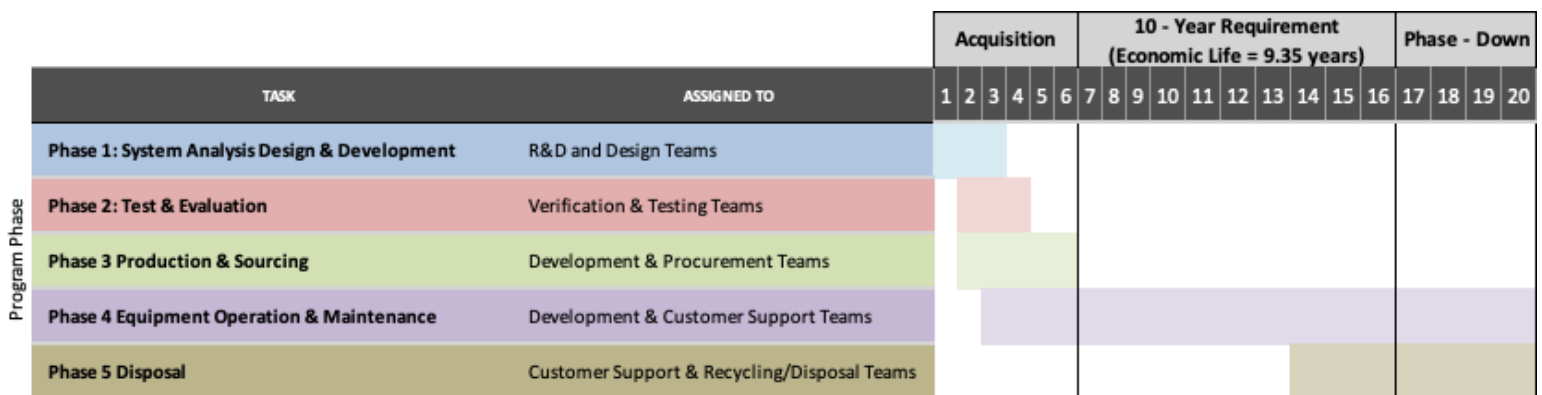 Acquisition
10 - Year Requirement
(Economic Life = 9.35 years)
Phase - Down
TASK ASSIGNED TO 1 2 3 4 5 6 7 8 9 10 11 12 13 14 15 16 17 18 19 20
Program Phase
Phase 1: System Analysis Design & Development R&D and Design Teams
Phase 2: Test & Evaluation Verification & Testing Teams
Phase 3 Production & Sourcing Development & Procurement Teams
Phase 4 Equipment Operation & Maintenance Development & Customer Support Teams
Phase 5 Disposal Customer Support & Recycling/Disposal Teams